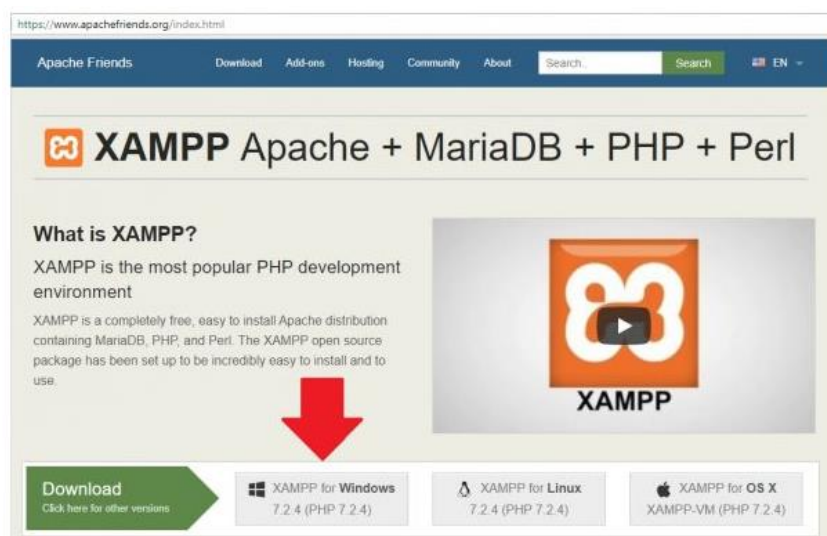 https://www.apachefriends.org/index.html
Apache Friends Download Add-ons Hosting Community About Search.. Search EN
XAMPP Apache + MariaDB + PHP + Perl
What is XAMPP?
XAMPP is the most popular PHP development
environment
XAMPP is a completely free, easy to install Apache distribution
containing MariaDB, PHP, and Perl. The XAMPP open source
package has been set up to be incredibly easy to install and to
use.
XAMPP
Download
Click here for other versions
XAMPP for Windows
7.2.4 (PHP 7.2.4)
XAMPP for Linux
7.2.4 (PHP 7.2.4)
XAMPP for OS X
XAMPP-VM (PHP 7.2.4)